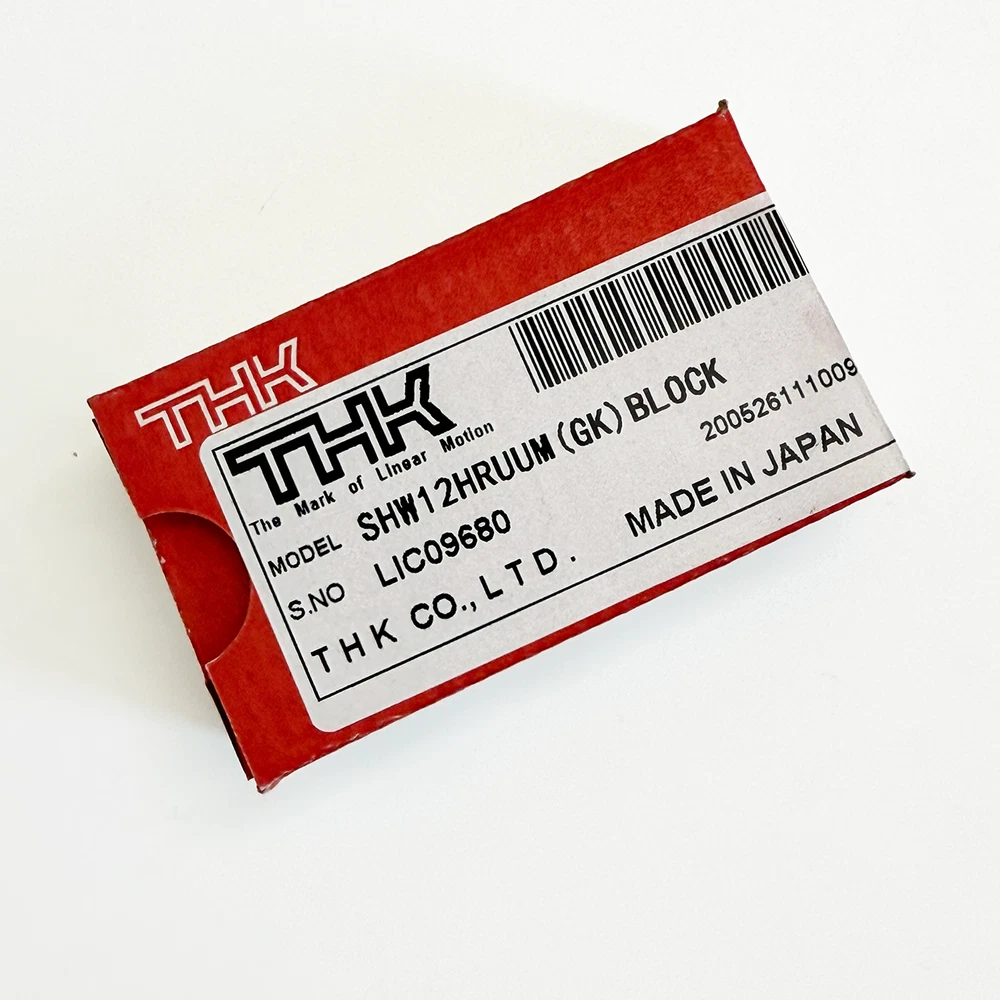 THK
THK
The Mark of Linear Motion
MODEL SHW12HRUUM(GK)BLOCK
S.NO LIC09680
200526111009
THK CO.,LTD. MADE IN JAPAN